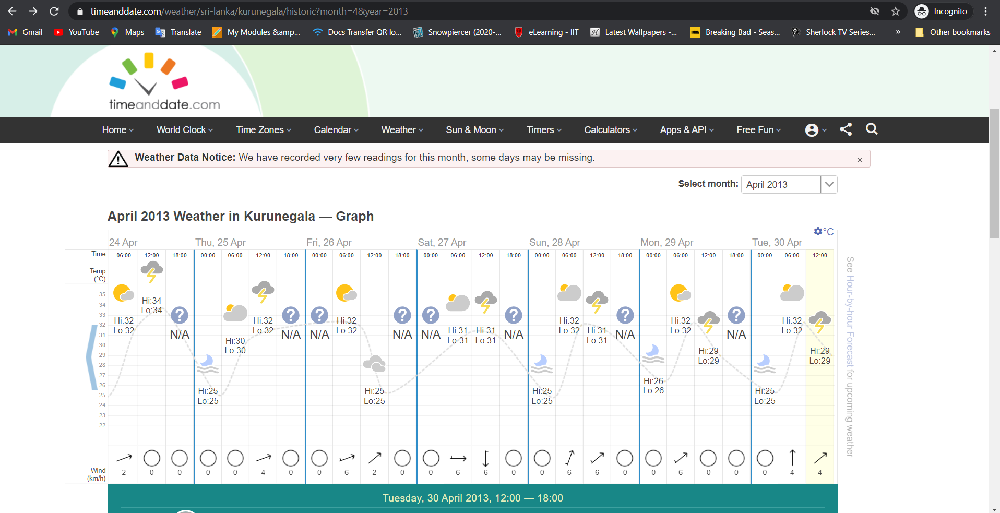 timeanddate.com/weather/sri-lanka/kurunegala/historic?month=4&year=2013
Incognito
Gmail YouTube Maps Translate My Modules &amp... Docs Transfer QR lo... Snowpiercer (2020-... eLearning - IIT Latest Wallpapers -... IMDb Breaking Bad - Seas... Sherlock TV Series... » Other bookmarks
timeanddate.com
Home World Clock Time Zones Calendar Weather Sun & Moon Timers Calculators Apps & API Free Fun
Weather Data Notice: We have recorded very few readings for this month, some days may be missing. ×
Select month: April 2013
April 2013 Weather in Kurunegala — Graph
°C
24 Apr Thu, 25 Apr Fri, 26 Apr Sat, 27 Apr Sun, 28 Apr Mon, 29 Apr Tue, 30 Apr
Time 06:00 12:00 18:00 00:00 06:00 12:00 18:00 00:00 06:00 12:00 18:00 00:00 06:00 12:00 18:00 00:00 06:00 12:00 18:00 00:00 06:00 12:00 18:00 00:00 06:00 12:00
Temp
(°C)
35
34
33
32
31
30
29
28
27
26
25
24
23
22
Hi:32
Lo:32
Hi:34
Lo:34
?
N/A
Hi:25
Lo:25
Hi:30
Lo:30
Hi:32
Lo:32
?
N/A
?
N/A
Hi:32
Lo:32
Hi:25
Lo:25
?
N/A
?
N/A
Hi:31
Lo:31
Hi:31
Lo:31
?
N/A
Hi:25
Lo:25
Hi:32
Lo:32
Hi:31
Lo:31
?
N/A
Hi:26
Lo:26
Hi:32
Lo:32
Hi:29
Lo:29
?
N/A
Hi:25
Lo:25
Hi:32
Lo:32
Hi:29
Lo:29
Wind
(km/h)
2 0 0 0 0 4 0 0 6 2 0 0 6 6 0 0 6 6 0 0 6 0 0 0 4 4
See Hour-by-hour Forecast for upcoming weather
Tuesday, 30 April 2013, 12:00 — 18:00